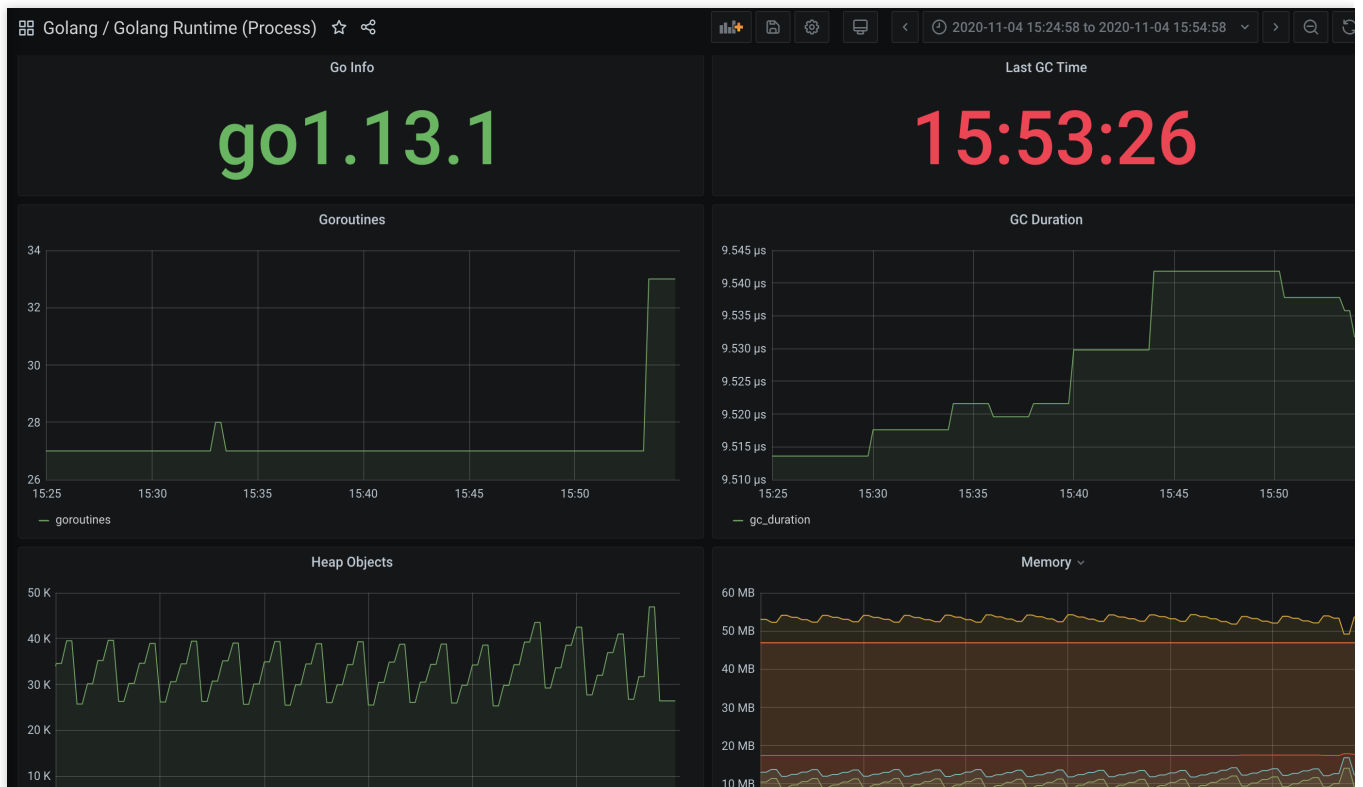 Golang / Golang Runtime (Process)
2020-11-04 15:24:58 to 2020-11-04 15:54:58
Go Info
go1.13.1
Last GC Time
15:53:26
Goroutines
34
32
30
28
26
15:25 15:30 15:35 15:40 15:45 15:50
goroutines
GC Duration
9.545 µs
9.540 µs
9.535 µs
9.530 µs
9.525 µs
9.520 µs
9.515 µs
9.510 µs
15:25 15:30 15:35 15:40 15:45 15:50
gc_duration
Heap Objects
50 K
40 K
30 K
20 K
10 K
Memory
60 MB
50 MB
40 MB
30 MB
20 MB
10 MB